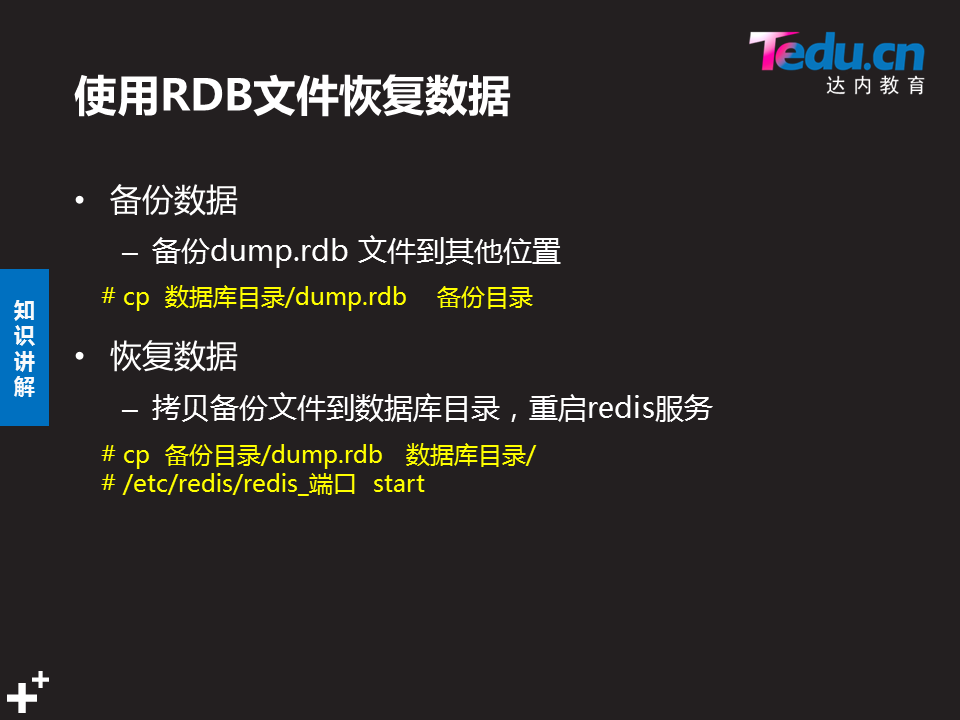 Tedu.cn
达内教育
使用RDB文件恢复数据
• 备份数据
– 备份dump.rdb 文件到其他位置
# cp 数据库目录/dump.rdb 备份目录
知识讲解
• 恢复数据
– 拷贝备份文件到数据库目录，重启redis服务
# cp 备份目录/dump.rdb 数据库目录/
# /etc/redis/redis_端口 start